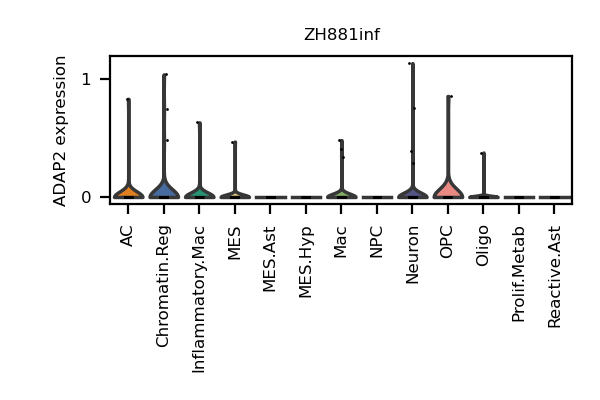 ZH881inf
ADAP2 expression
1
0
AC
Chromatin.Reg
Inflammatory.Mac
MES
MES.Ast
MES.Hyp
Mac
NPC
Neuron
OPC
Oligo
Prolif.Metab
Reactive.Ast